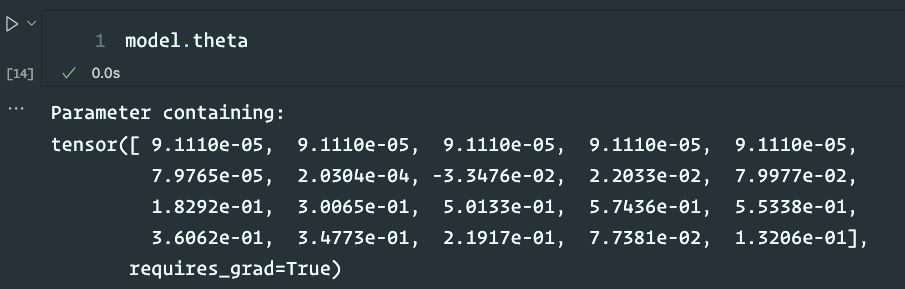 1 model.theta
[14] 0.0s
Parameter containing:
tensor([ 9.1110e-05,  9.1110e-05,  9.1110e-05,  9.1110e-05,  9.1110e-05,
         7.9765e-05,  2.0304e-04, -3.3476e-02,  2.2033e-02,  7.9977e-02,
         1.8292e-01,  3.0065e-01,  5.0133e-01,  5.7436e-01,  5.5338e-01,
         3.6062e-01,  3.4773e-01,  2.1917e-01,  7.7381e-02,  1.3206e-01],
       requires_grad=True)